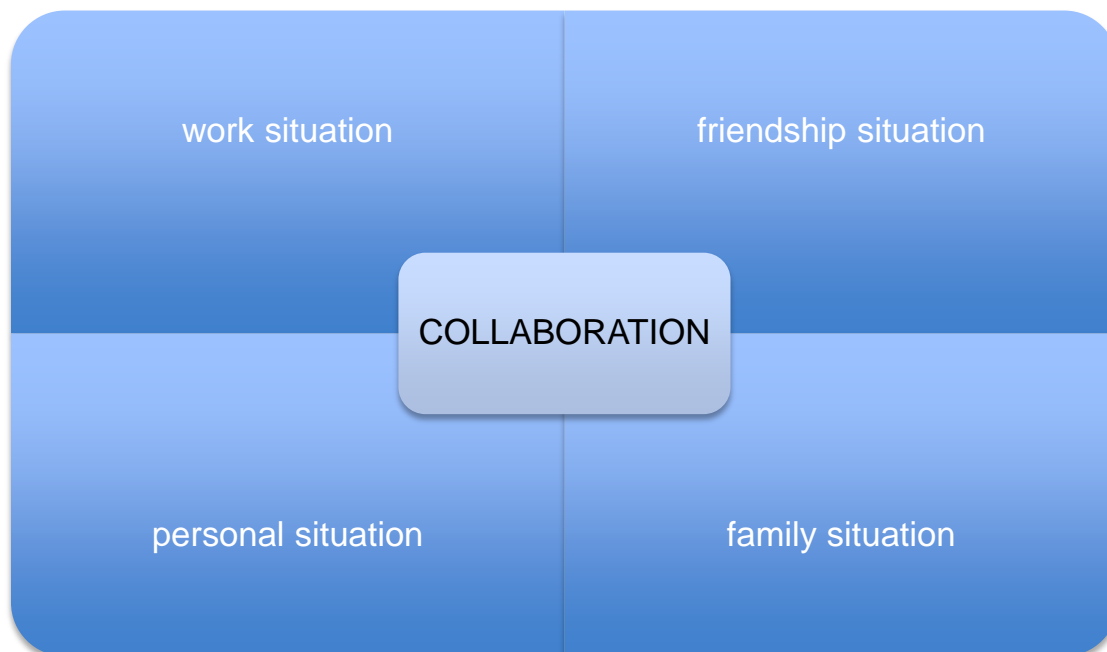 work situation
friendship situation
COLLABORATION
personal situation
family situation